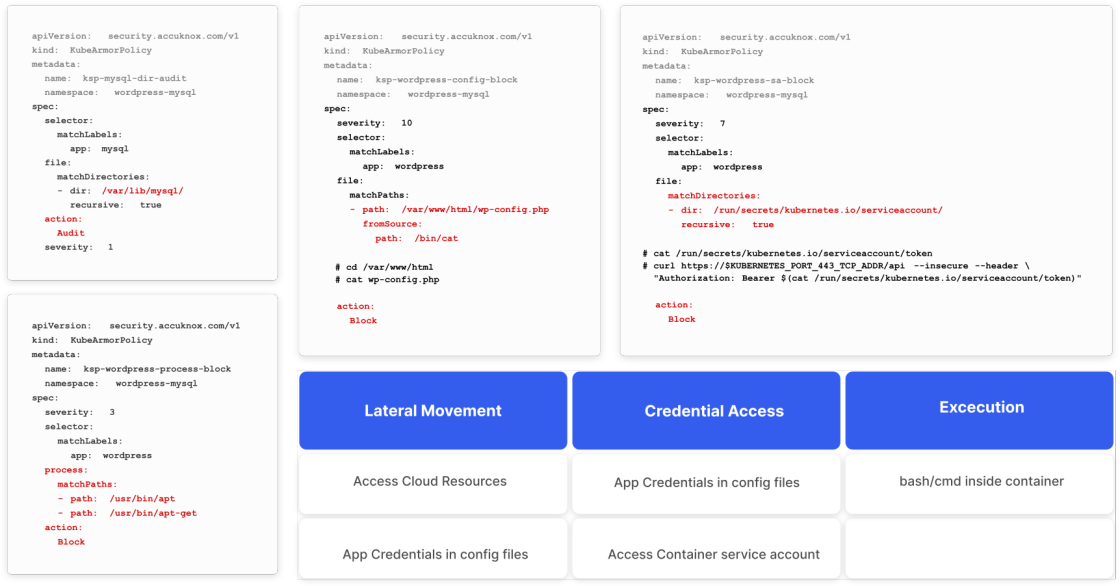 apiVersion: security.accuknox.com/v1
kind: KubeArmorPolicy
metadata:
name: ksp-mysql-dir-audit
namespace: wordpress-mysql
spec:
selector:
matchLabels:
app: mysql
file:
matchDirectories:
- dir: /var/lib/mysql/
recursive: true
action:
Audit
severity: 1
apiVersion: security.accuknox.com/v1
kind: KubeArmorPolicy
metadata:
name: ksp-wordpress-config-block
namespace: wordpress-mysql
spec:
severity: 10
selector:
matchLabels:
app: wordpress
file:
matchPaths:
- path: /var/www/html/wp-config.php
fromSource:
path: /bin/cat
# cd /var/www/html
# cat wp-config.php
action:
Block
apiVersion: security.accuknox.com/v1
kind: KubeArmorPolicy
metadata:
name: ksp-wordpress-sa-block
namespace: wordpress-mysql
spec:
severity: 7
selector:
matchLabels:
app: wordpress
file:
matchDirectories:
- dir: /run/secrets/kubernetes.io/serviceaccount/
recursive: true
# cat /run/secrets/kubernetes.io/serviceaccount/token
# curl https://$KUBERNETES_PORT_443_TCP_ADDR/api --insecure --header \
"Authorization: Bearer $(cat /run/secrets/kubernetes.io/serviceaccount/token)"
action:
Block
apiVersion: security.accuknox.com/v1
kind: KubeArmorPolicy
metadata:
name: ksp-wordpress-process-block
namespace: wordpress-mysql
spec:
severity: 3
selector:
matchLabels:
app: wordpress
process:
matchPaths:
- path: /usr/bin/apt
- path: /usr/bin/apt-get
action:
Block
Lateral Movement
Credential Access
Excecution
Access Cloud Resources
App Credentials in config files
bash/cmd inside container
App Credentials in config files
Access Container service account